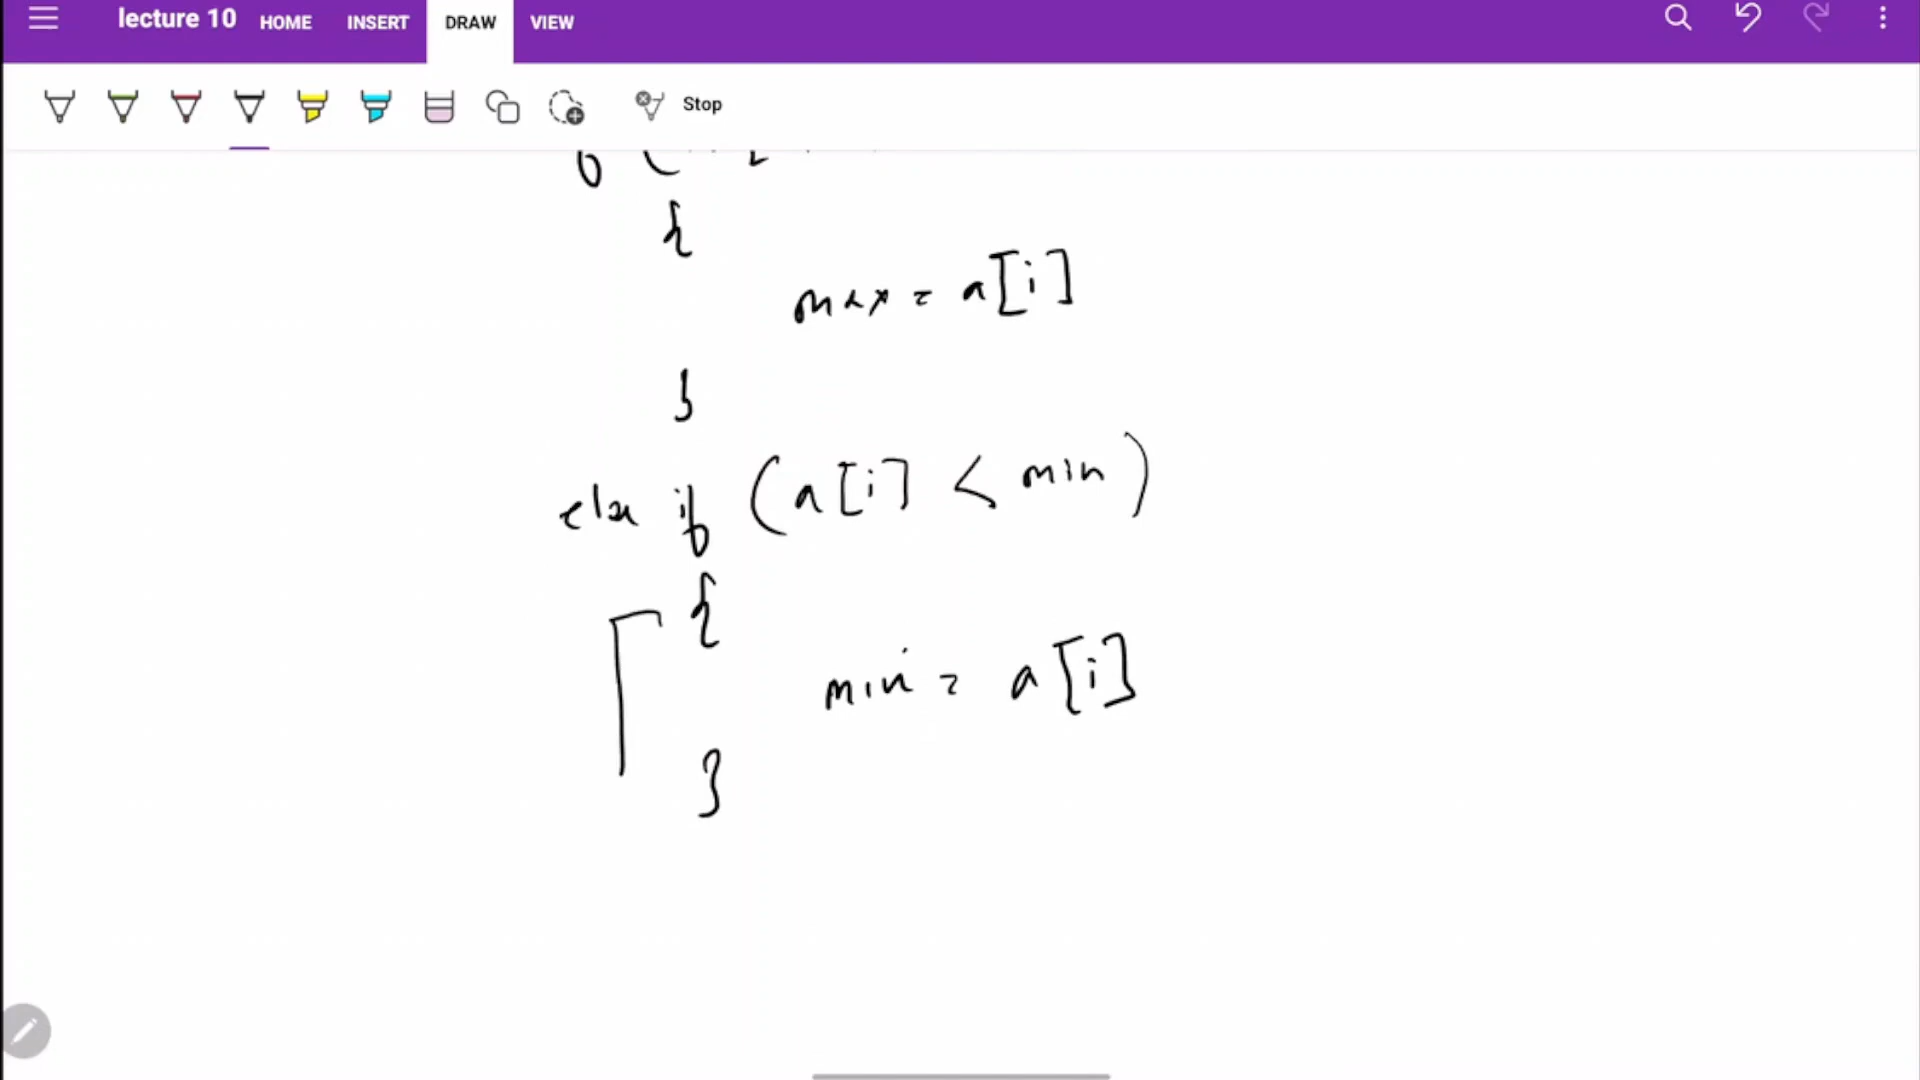 lecture 10 HOME INSERT DRAW VIEW
Stop
{
max = a[i]
}
else if (a[i] < min)
{
min = a[i]
}